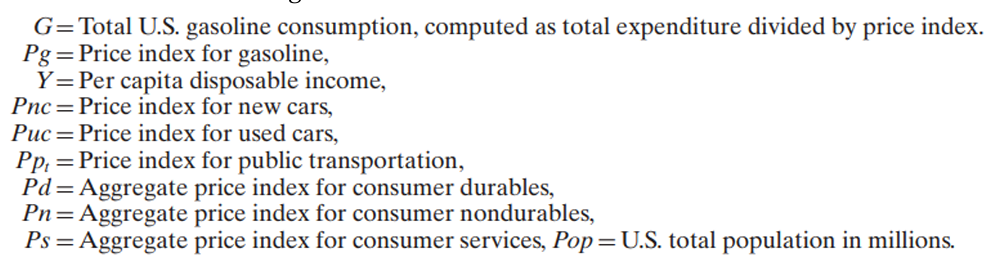 G = Total U.S. gasoline consumption, computed as total expenditure divided by price index.
Pg = Price index for gasoline,
Y = Per capita disposable income,
Pnc = Price index for new cars,
Puc = Price index for used cars,
Ppt = Price index for public transportation,
Pd = Aggregate price index for consumer durables,
Pn = Aggregate price index for consumer nondurables,
Ps = Aggregate price index for consumer services, Pop = U.S. total population in millions.